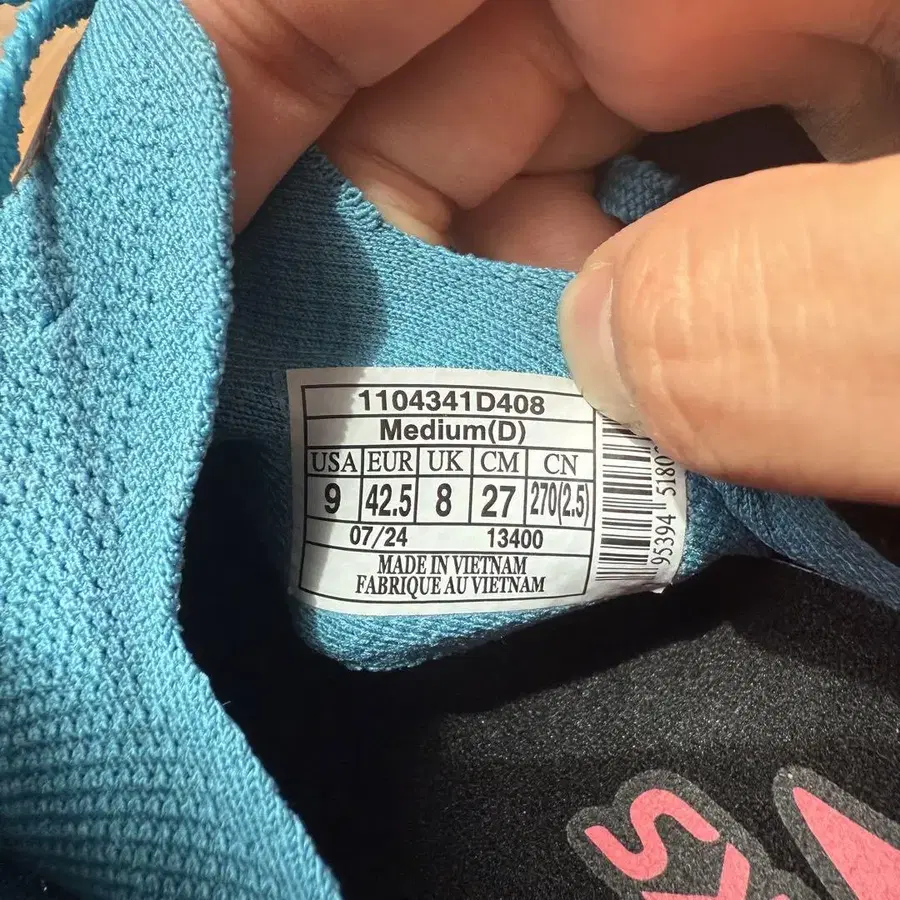 1104341D408
Medium(D)
USA EUR UK CM CN
9 42.5 8 27 270(2.5)
07/24 13400
MADE IN VIETNAM
FABRIQUE AU VIETNAM
95394 5180